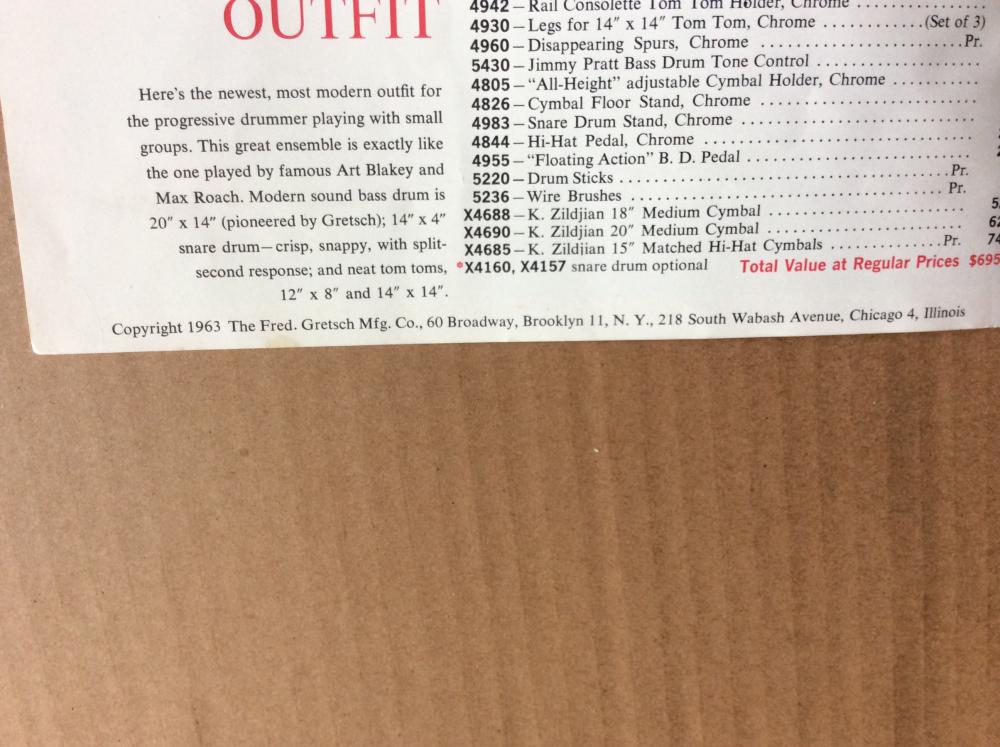 OUTFIT
Here's the newest, most modern outfit for
the progressive drummer playing with small
groups. This great ensemble is exactly like
the one played by famous Art Blakey and
Max Roach. Modern sound bass drum is
20" x 14" (pioneered by Gretsch); 14" x 4"
snare drum—crisp, snappy, with split-
second response; and neat tom toms,
12" x 8" and 14" x 14".
4942—Rail Consolette Tom Tom Holder, Chrome ..............
4930—Legs for 14" x 14" Tom Tom, Chrome ............(Set of 3)
4960—Disappearing Spurs, Chrome ........................Pr.
5430—Jimmy Pratt Bass Drum Tone Control ...................
4805—"All-Height" adjustable Cymbal Holder, Chrome ..........
4826—Cymbal Floor Stand, Chrome ..........................
4983—Snare Drum Stand, Chrome ............................
4844—Hi-Hat Pedal, Chrome ................................
4955—"Floating Action" B. D. Pedal ..........................
5220—Drum Sticks .......................................Pr.
5236—Wire Brushes ..................................... Pr.
X4688—K. Zildjian 18" Medium Cymbal ........................ 5
X4690—K. Zildjian 20" Medium Cymbal ........................ 62
X4685—K. Zildjian 15" Matched Hi-Hat Cymbals .............Pr. 74
*X4160, X4157 snare drum optional Total Value at Regular Prices $695
Copyright 1963 The Fred. Gretsch Mfg. Co., 60 Broadway, Brooklyn 11, N. Y., 218 South Wabash Avenue, Chicago 4, Illinois